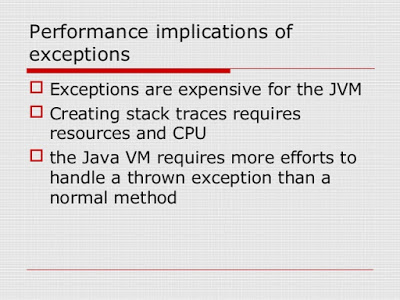 Performance implications of
exceptions
Exceptions are expensive for the JVM
Creating stack traces requires
resources and CPU
the Java VM requires more efforts to
handle a thrown exception than a
normal method